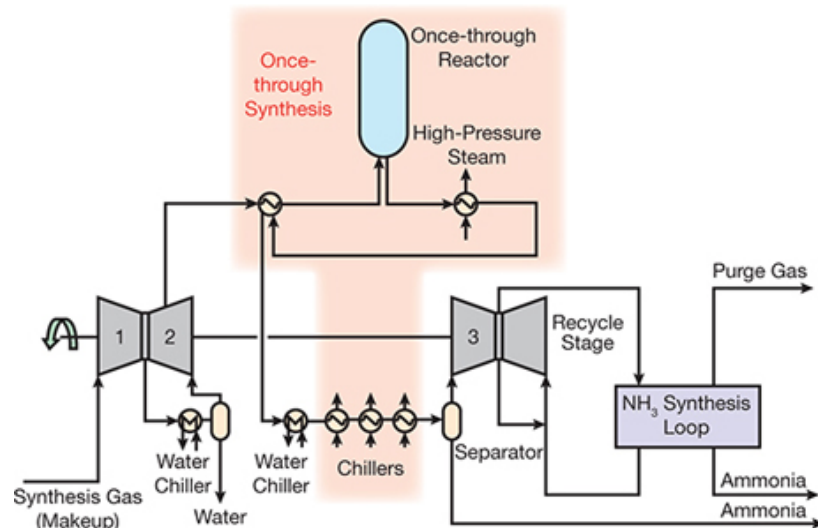 Once-
through
Synthesis
Once-through
Reactor
High-Pressure
Steam
Purge Gas
1
2
3
Recycle
Stage
NH₃ Synthesis
Loop
Water
Chiller
Water
Chiller
Chillers
Separator
Synthesis Gas
(Makeup)
Water
Ammonia
Ammonia